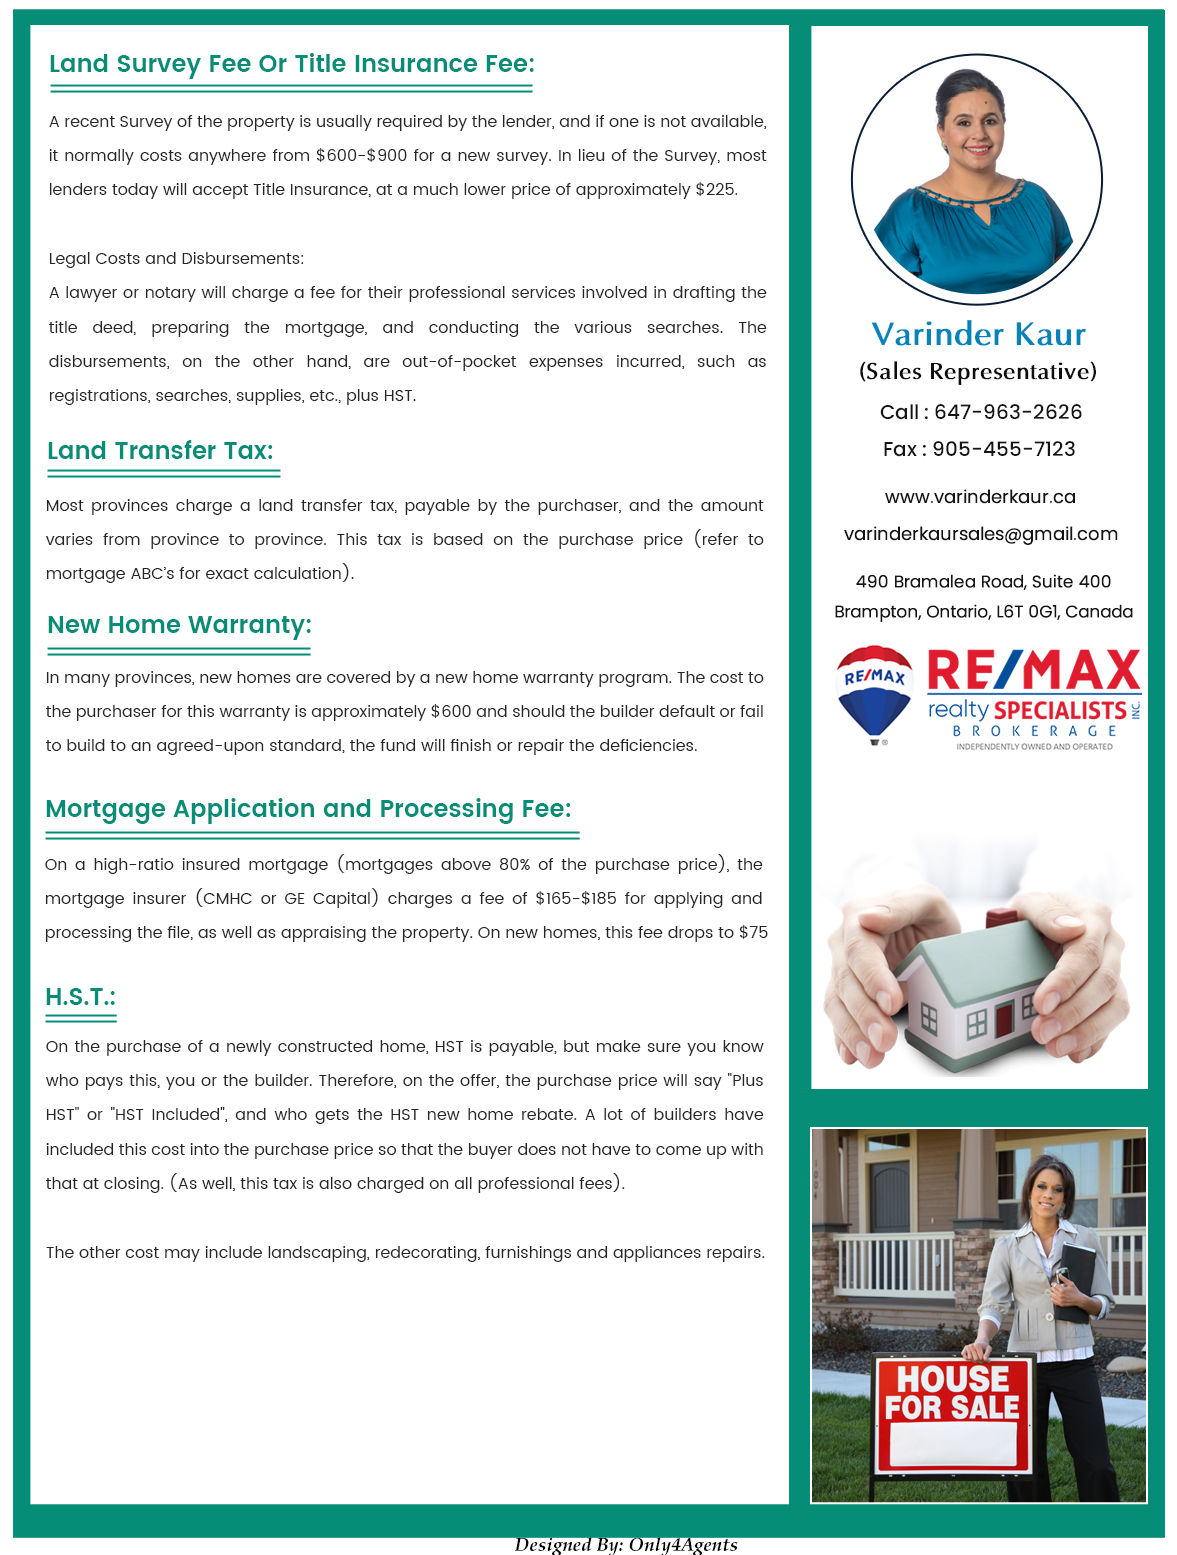 Land Survey Fee Or Title Insurance Fee:
A recent Survey of the property is usually required by the lender, and if one is not available,
it normally costs anywhere from $600-$900 for a new survey. In lieu of the Survey, most
lenders today will accept Title Insurance, at a much lower price of approximately $225.
Legal Costs and Disbursements:
A lawyer or notary will charge a fee for their professional services involved in drafting the
title deed, preparing the mortgage, and conducting the various searches. The
disbursements, on the other hand, are out-of-pocket expenses incurred, such as
registrations, searches, supplies, etc., plus HST.
Land Transfer Tax:
Most provinces charge a land transfer tax, payable by the purchaser, and the amount
varies from province to province. This tax is based on the purchase price (refer to
mortgage ABC's for exact calculation).
New Home Warranty:
In many provinces, new homes are covered by a new home warranty program. The cost to
the purchaser for this warranty is approximately $600 and should the builder default or fail
to build to an agreed-upon standard, the fund will finish or repair the deficiencies.
Mortgage Application and Processing Fee:
On a high-ratio insured mortgage (mortgages above 80% of the purchase price), the
mortgage insurer (CMHC or GE Capital) charges a fee of $165-$185 for applying and
processing the file, as well as appraising the property. On new homes, this fee drops to $75
H.S.T.:
On the purchase of a newly constructed home, HST is payable, but make sure you know
who pays this, you or the builder. Therefore, on the offer, the purchase price will say "Plus
HST" or "HST Included", and who gets the HST new home rebate. A lot of builders have
included this cost into the purchase price so that the buyer does not have to come up with
that at closing. (As well, this tax is also charged on all professional fees).
The other cost may include landscaping, redecorating, furnishings and appliances repairs.
Varinder Kaur
(Sales Representative)
Call : 647-963-2626
Fax : 905-455-7123
www.varinderkaur.ca
varinderkaursales@gmail.com
490 Bramalea Road, Suite 400
Brampton, Ontario, L6T 0G1, Canada
RE/MAX
®
RE/MAX
realty SPECIALISTS INC.
BROKERAGE
INDEPENDENTLY OWNED AND OPERATED
1004
HOUSE
FOR SALE
Designed By: Only4Agents